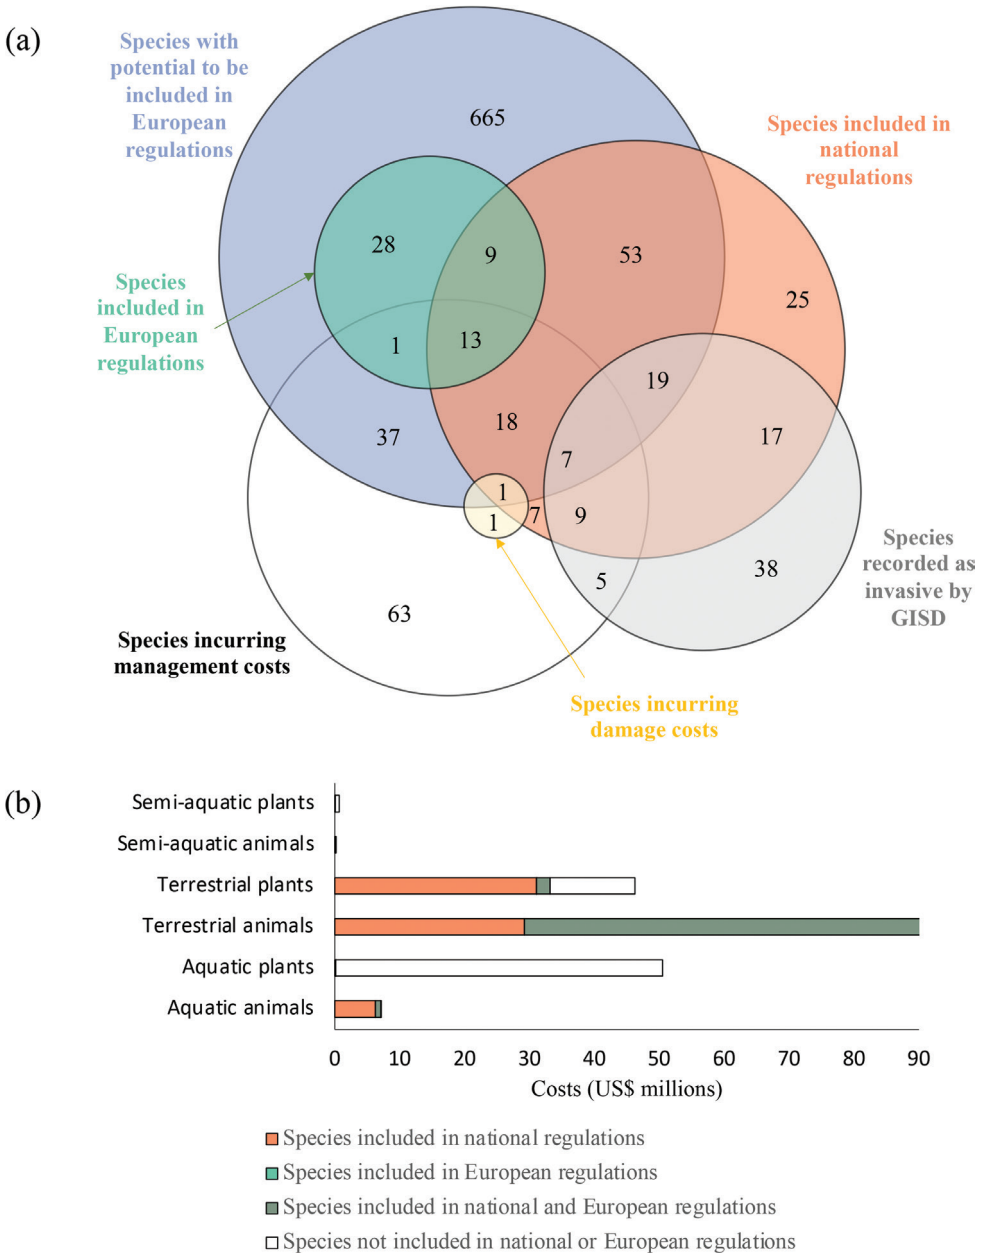 (a)
Species with
potential to be
included in
European
regulations
665
Species included in
national
regulations
28
9
53
25
Species
included in
European
regulations
1
13
19
37
18
17
7
1
1
7
9
38
5
63
Species
recorded as
invasive by
GISD
Species incurring
management costs
Species incurring
damage costs
(b)
Semi-aquatic plants
Semi-aquatic animals
Terrestrial plants
Terrestrial animals
Aquatic plants
Aquatic animals
0 10 20 30 40 50 60 70 80 90
Costs (US$ millions)
Species included in national regulations
Species included in European regulations
Species included in national and European regulations
Species not included in national or European regulations